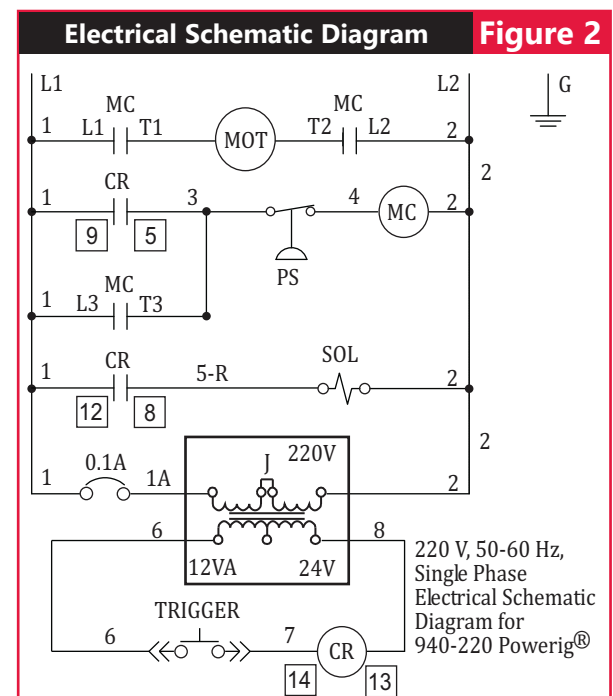 Electrical Schematic Diagram Figure 2
L1 L2 G
MC MC
1 L1 T1 MOT T2 L2 2
2
CR
1 3 4 MC 2
9 5
PS
MC
1 L3 T3
CR SOL
1 5-R 2
12 8
2
0.1A J 220V
1 1A 2
6 8
12VA 24V
220 V, 50-60 Hz,
Single Phase
Electrical Schematic
Diagram for
940-220 Powerig®
TRIGGER
6 7 CR
14 13